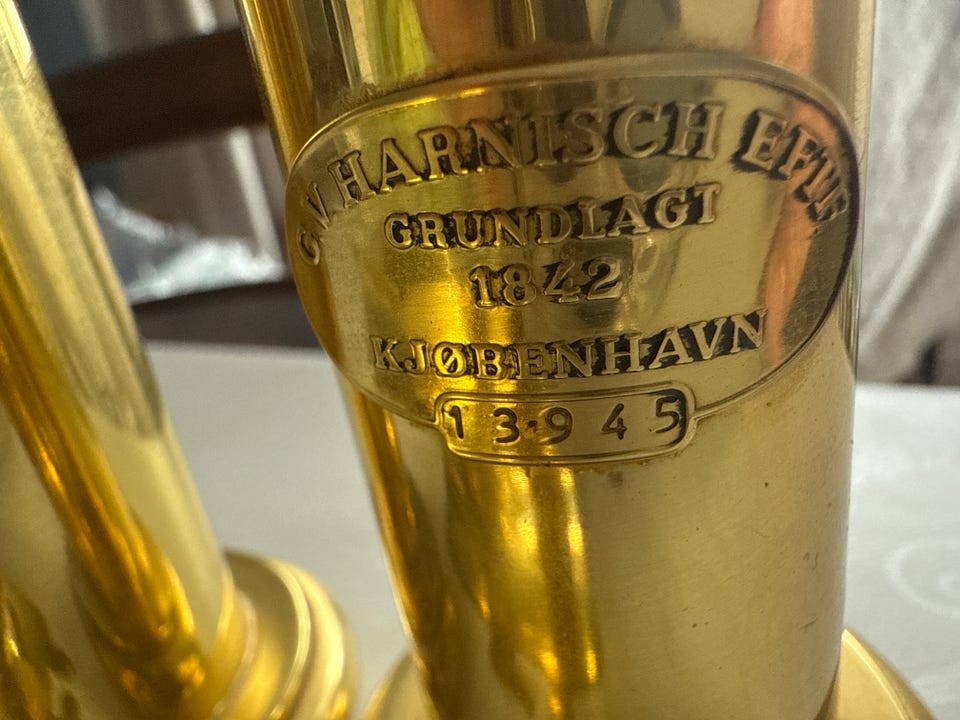 G.V. HARNISCH EFTF
GRUNDLAGT
1842
KJØBENHAVN
13945